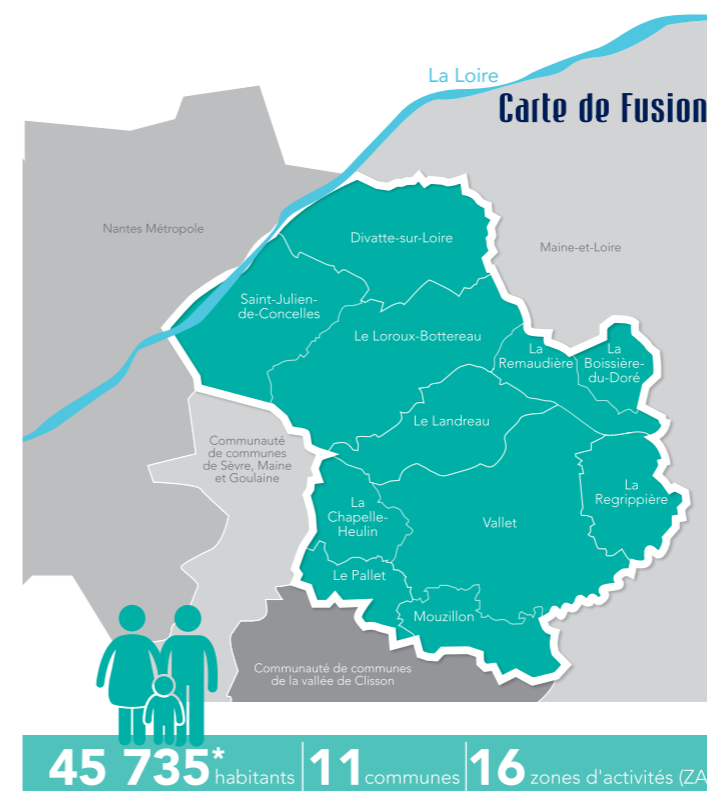 La Loire
Carte de Fusion
Nantes Métropole
Divatte-sur-Loire
Maine-et-Loire
Saint-Julien-
de-Concelles
Le Loroux-Bottereau
La
Remaudière
La
Boissière-
du-Doré
Le Landreau
Communauté
de communes
de Sèvre, Maine
et Goulaine
La
Chapelle-
Heulin
Vallet
La
Regrippière
Le Pallet
Mouzillon
Communauté de communes
de la vallée de Clisson
45 735* habitants 11 communes 16 zones d'activités (ZA